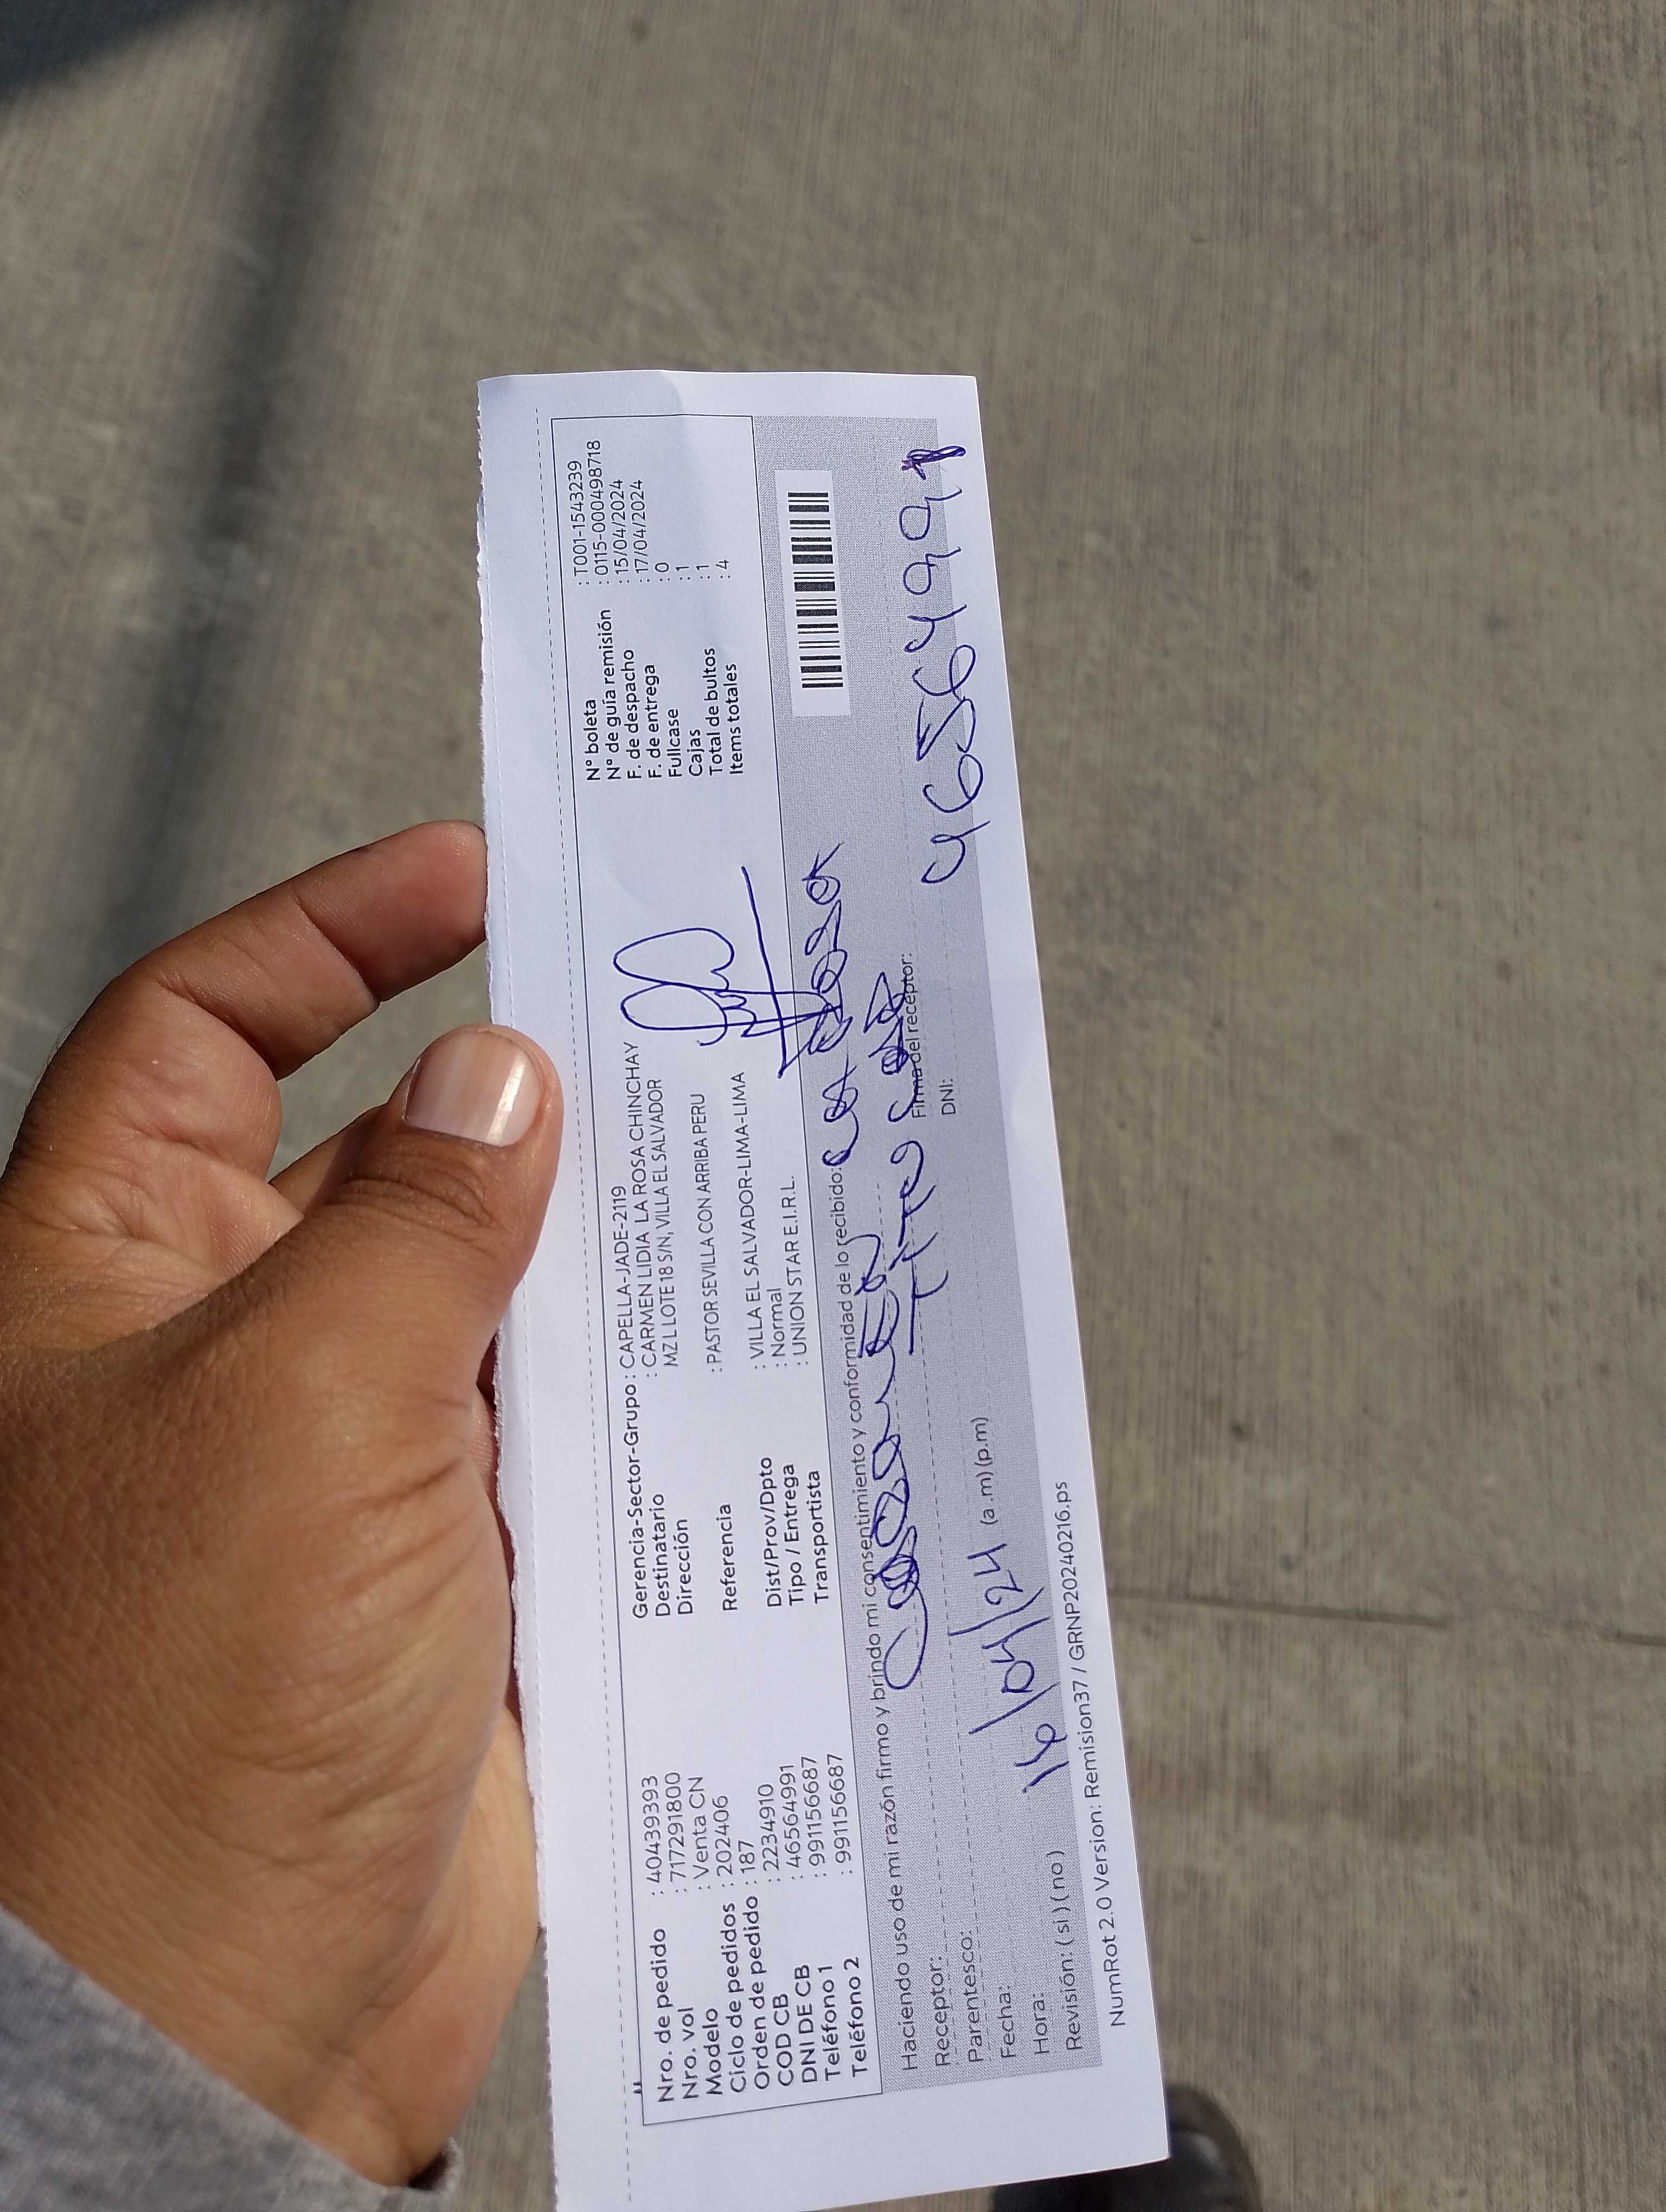 Nro. de pedido : 40439393
Nro. vol : 717291800
Modelo : Venta CN
Ciclo de pedidos : 202406
Orden de pedido : 187
COD CB : 2234910
DNI DE CB : 46564991
Teléfono 1 : 991156687
Teléfono 2 : 991156687
Gerencia-Sector-Grupo : CAPELLA-JADE-2119
Destinatario : CARMEN LIDIA LA ROSA CHINCHAY
Dirección MZ L LOTE 18 S/N, VILLA EL SALVADOR
Referencia : PASTOR SEVILLA CON ARRIBA PERU
Dist/Prov/Dpto : VILLA EL SALVADOR-LIMA-LIMA
Tipo / Entrega : Normal
Transportista : UNION STAR E.I.R.L.
N° boleta : T001-1543239
N° de guía remisión : 0115-000498718
F. de despacho : 15/04/2024
F. de entrega : 17/04/2024
Fullcase : 0
Cajas : 1
Total de bultos : 1
Items totales : 4
Haciendo uso de mi razón firmo y brindo mi consentimiento y conformidad de lo recibido:
Receptor:
Parentesco:
Fecha: 16/04/24
Hora: (a.m) (p.m)
Revisión: ( si ) ( no )
Firma del receptor:
DNI: 46564991
NumRot 2.0 Version: Remision37 / GRNP20240216.ps